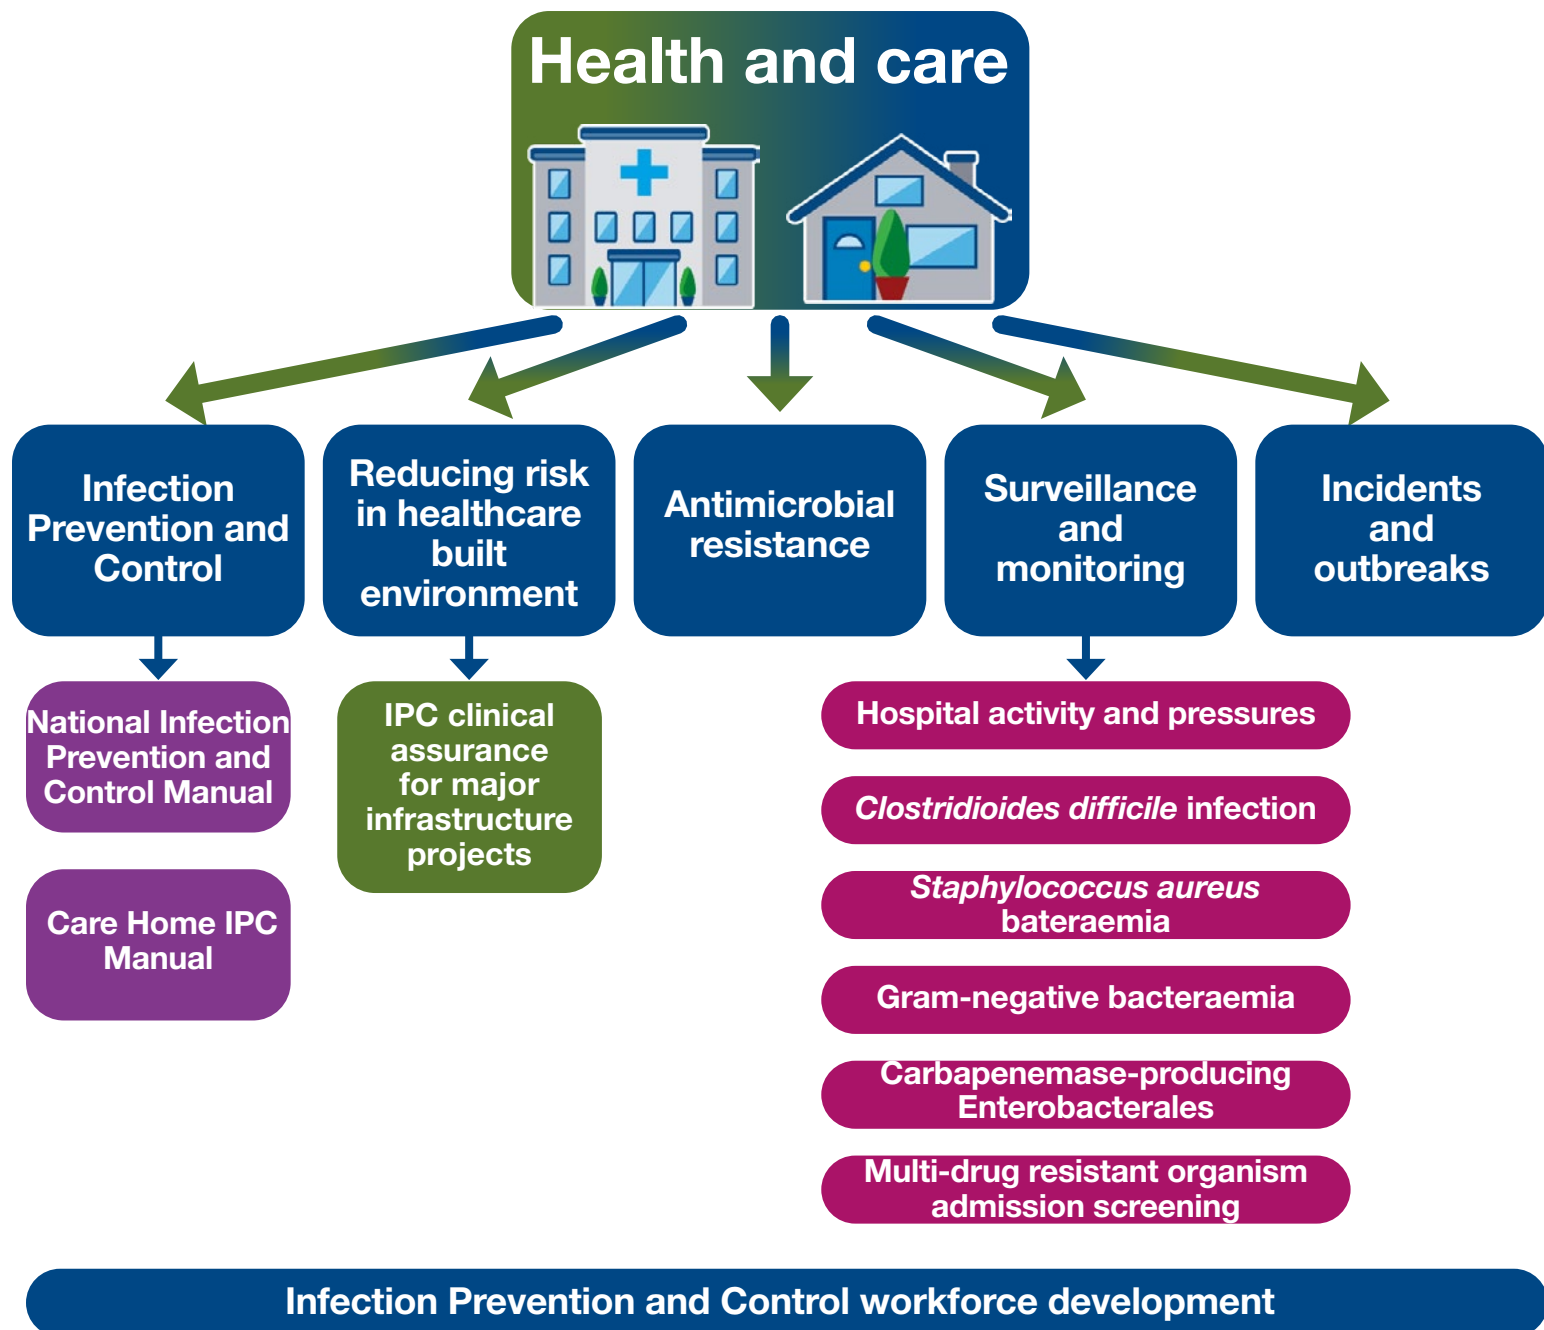 Health and care
Infection
Prevention and
Control
Reducing risk
in healthcare
built
environment
Antimicrobial
resistance
Surveillance
and
monitoring
Incidents
and
outbreaks
National Infection
Prevention and
Control Manual
Care Home IPC
Manual
IPC clinical
assurance
for major
infrastructure
projects
Hospital activity and pressures
Clostridioides difficile infection
Staphylococcus aureus
bateraemia
Gram-negative bacteraemia
Carbapenemase-producing
Enterobacterales
Multi-drug resistant organism
admission screening
Infection Prevention and Control workforce development